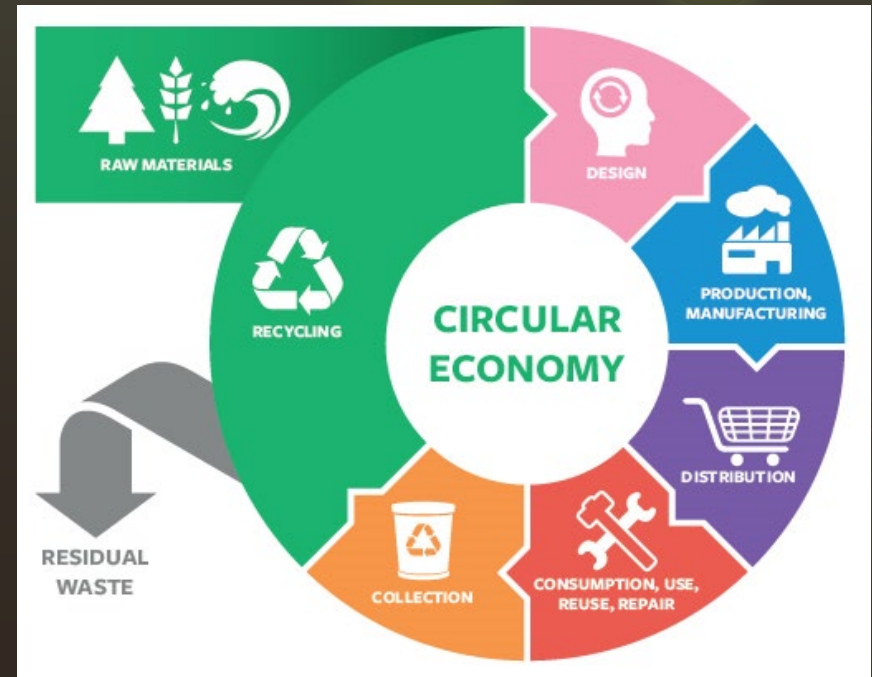 RAW MATERIALS
DESIGN
PRODUCTION,
MANUFACTURING
RECYCLING
CIRCULAR
ECONOMY
DISTRIBUTION
CONSUMPTION, USE,
REUSE, REPAIR
COLLECTION
RESIDUAL
WASTE